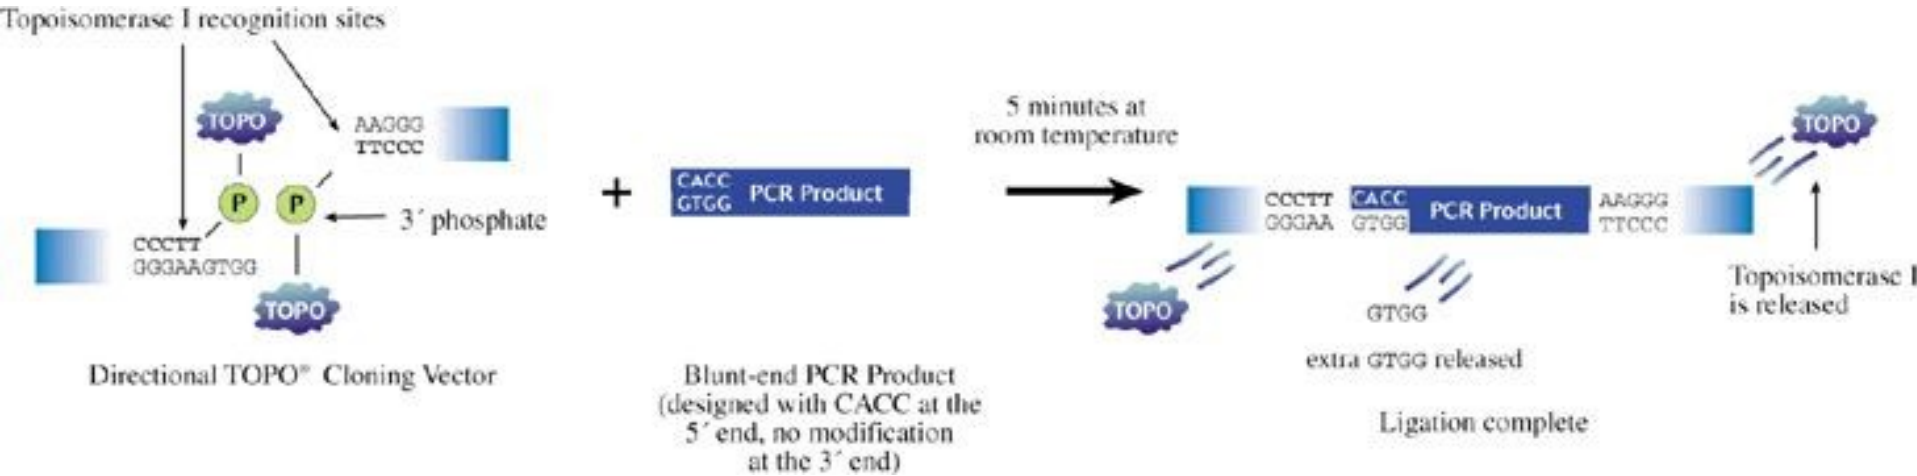 Topoisomerase I recognition sites
TOPO
AAGGG
TTCCC
P P
3´ phosphate
CCCTT
GGGAAGTGG
TOPO
Directional TOPO® Cloning Vector
+
CACC
GTGG
PCR Product
Blunt-end PCR Product
(designed with CACC at the
5´ end, no modification
at the 3´ end)
5 minutes at
room temperature
CCCTT CACC PCR Product AAGGG
GGGAA GTGG TTCCC
TOPO
TOPO
GTGG
extra GTGG released
Ligation complete
Topoisomerase I
is released